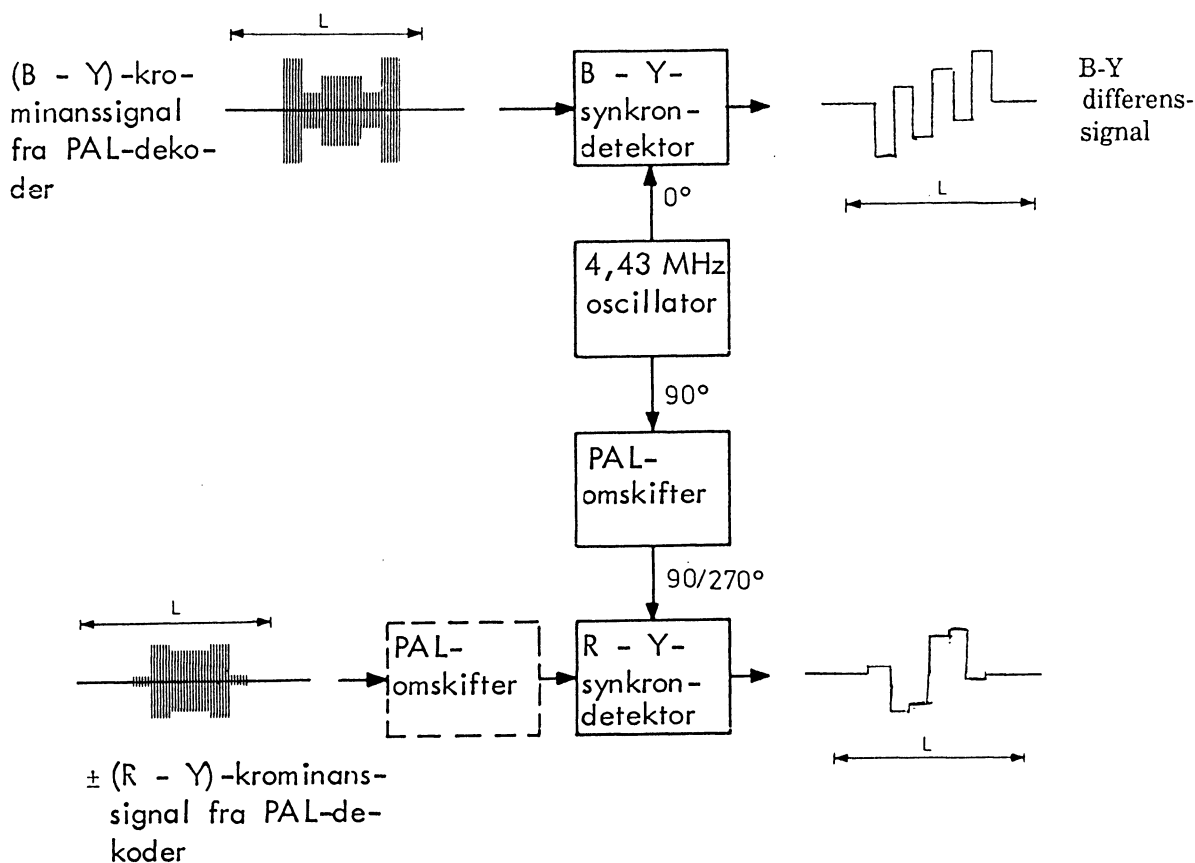 L
(B - Y)-kro-
minanssignal
fra PAL-deko-
der
B - Y-
synkron-
detektor
B-Y
differens-
signal
L
0°
4,43 MHz
oscillator
90°
PAL-
omskifter
90/270°
L
PAL-
omskifter
R - Y-
synkron-
detektor
L
± (R - Y)-krominans-
signal fra PAL-de-
koder